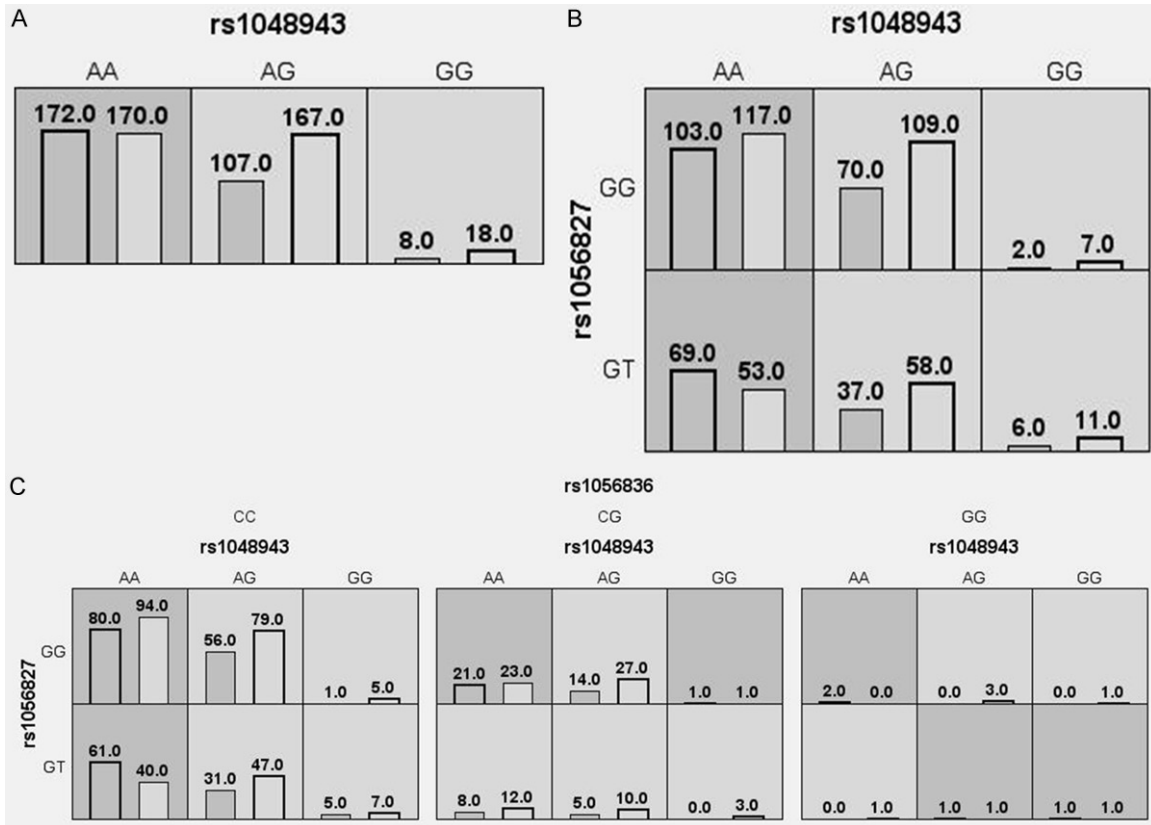 A
rs1048943
AA AG GG
172.0 170.0 107.0 167.0 8.0 18.0
B
rs1048943
AA AG GG
rs1056827
GG
103.0 117.0 70.0 109.0 2.0 7.0
GT
69.0 53.0 37.0 58.0 6.0 11.0
C
rs1056836
CC CG GG
rs1048943 rs1048943 rs1048943
AA AG GG AA AG GG AA AG GG
rs1056827
GG
80.0 94.0 56.0 79.0 1.0 5.0 21.0 23.0 14.0 27.0 1.0 1.0 2.0 0.0 0.0 3.0 0.0 1.0
GT
61.0 40.0 31.0 47.0 5.0 7.0 8.0 12.0 5.0 10.0 0.0 3.0 0.0 1.0 1.0 1.0 1.0 1.0